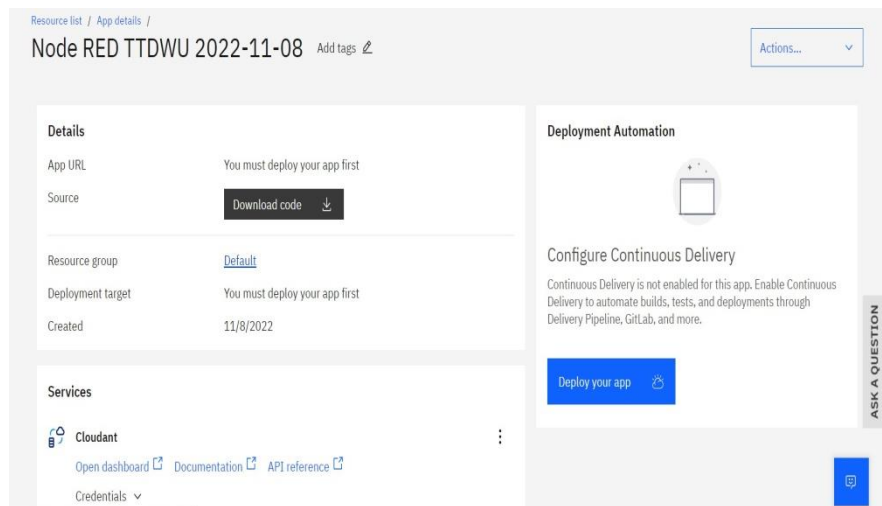 Resource list / App details /
Node RED TTDWU 2022-11-08 Add tags
Actions...
Details
App URL You must deploy your app first
Source Download code
Resource group Default
Deployment target You must deploy your app first
Created 11/8/2022
Services
Cloudant
Open dashboard Documentation API reference
Credentials
Deployment Automation
Configure Continuous Delivery
Continuous Delivery is not enabled for this app. Enable Continuous
Delivery to automate builds, tests, and deployments through
Delivery Pipeline, GitLab, and more.
Deploy your app
ASK A QUESTION